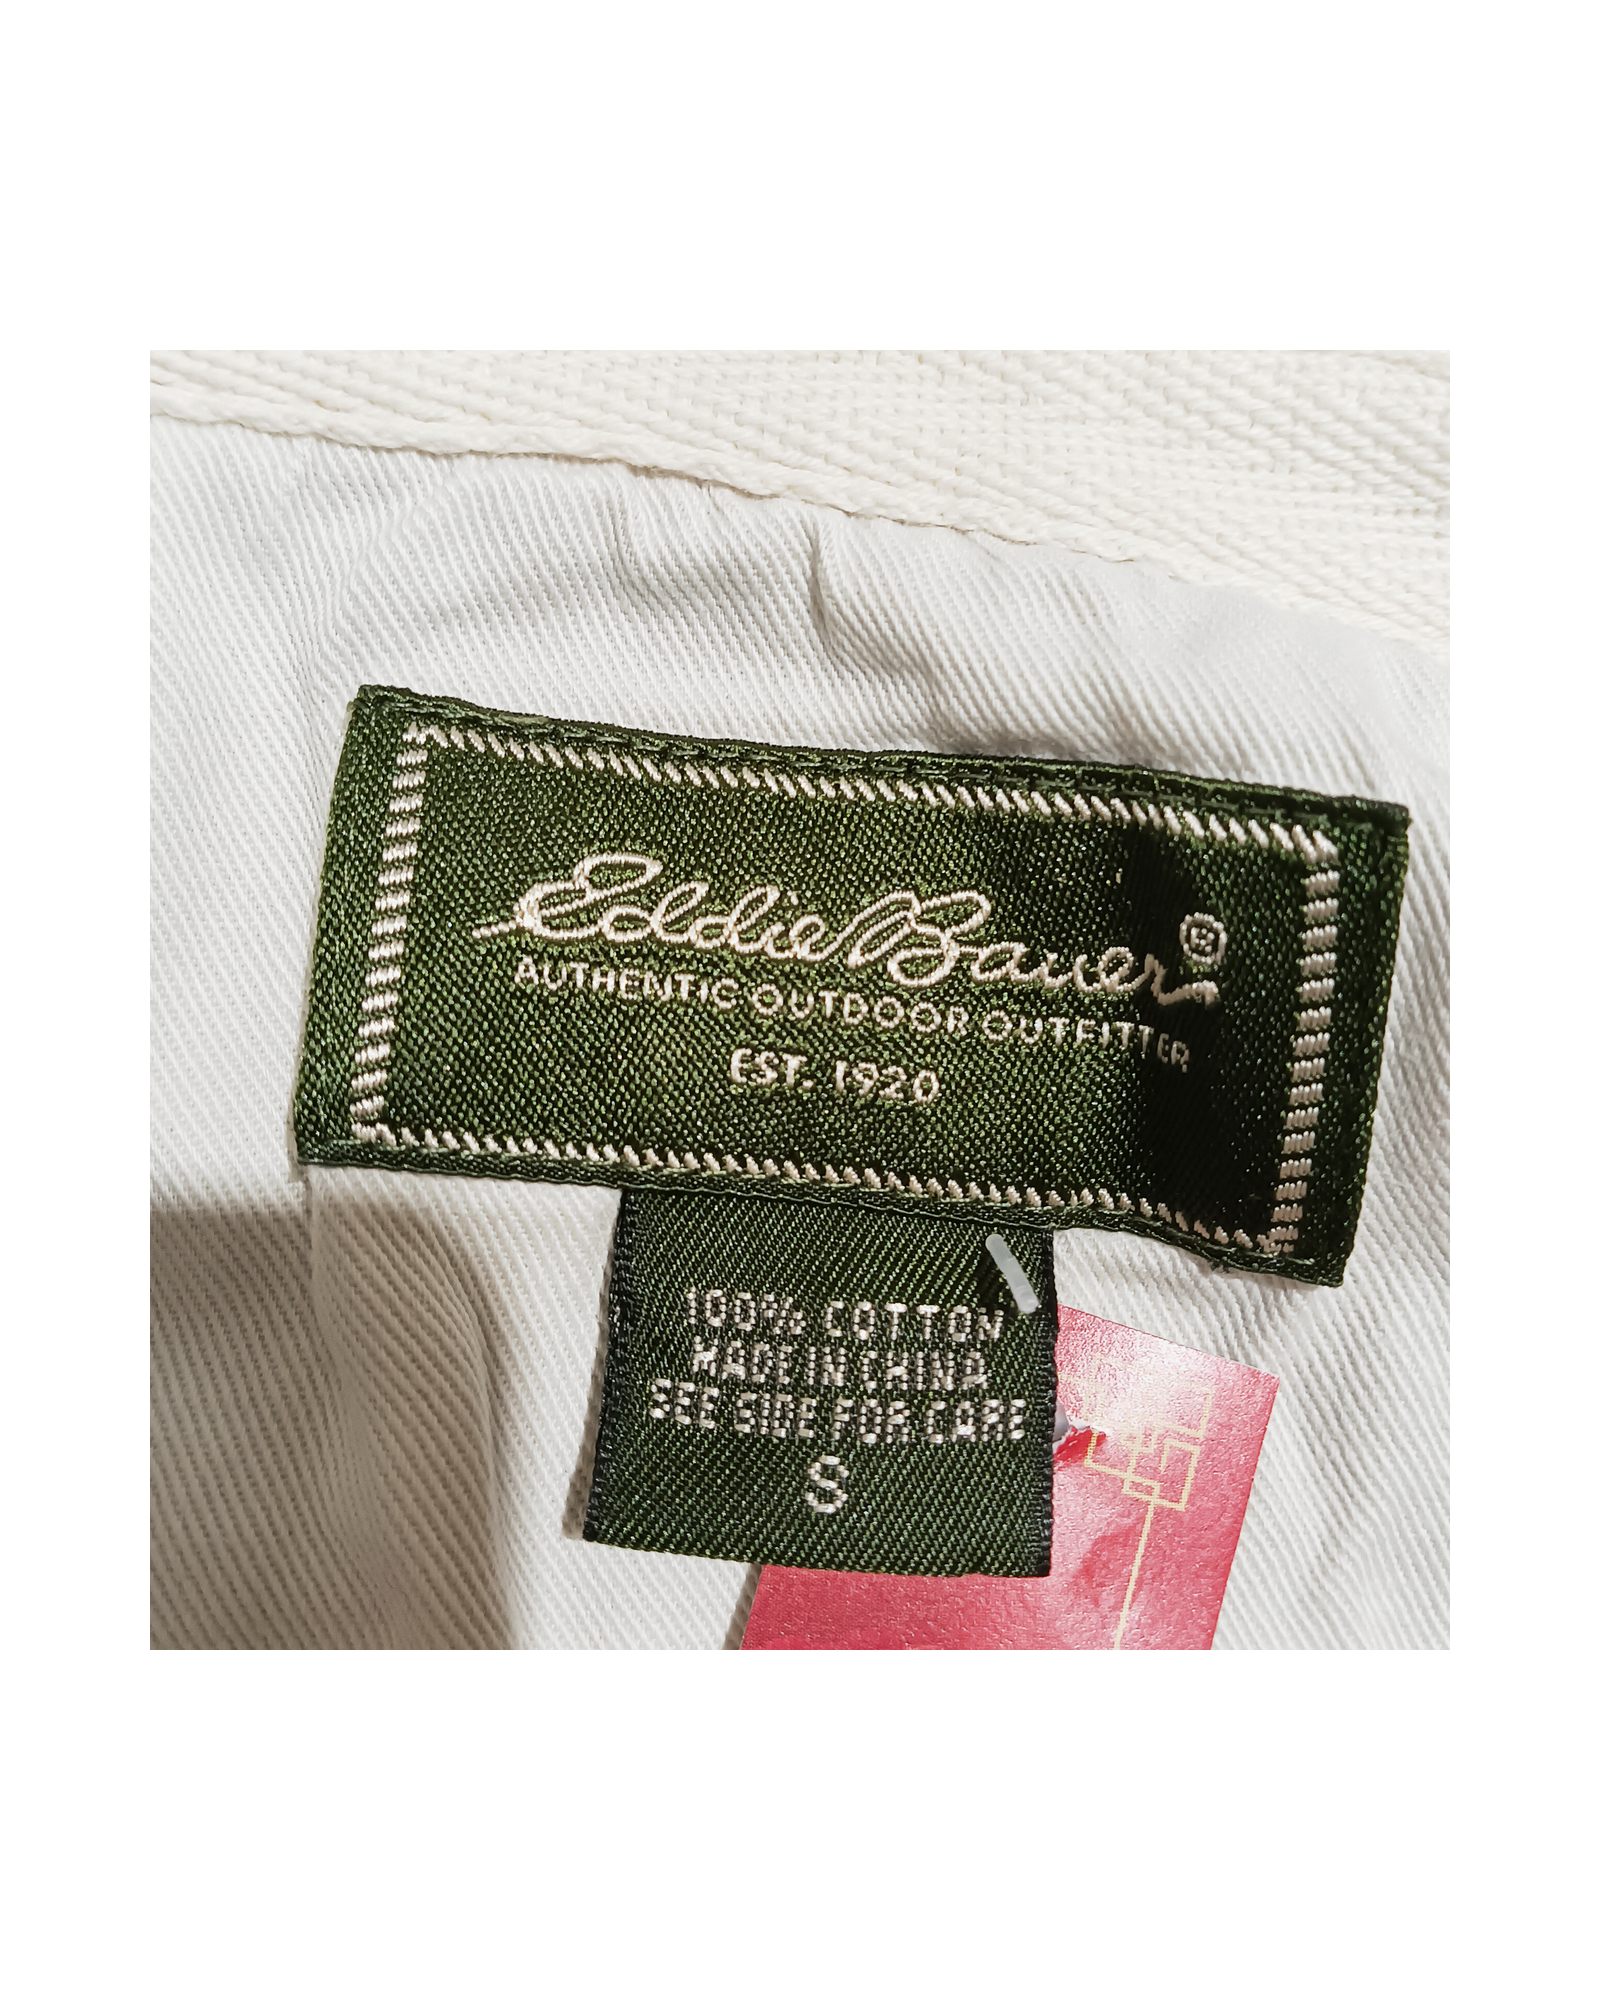 Eddie Bauer®
AUTHENTIC OUTDOOR OUTFITTER
EST. 1920
100% COTTON
MADE IN CHINA
SEE SIDE FOR CARE
S